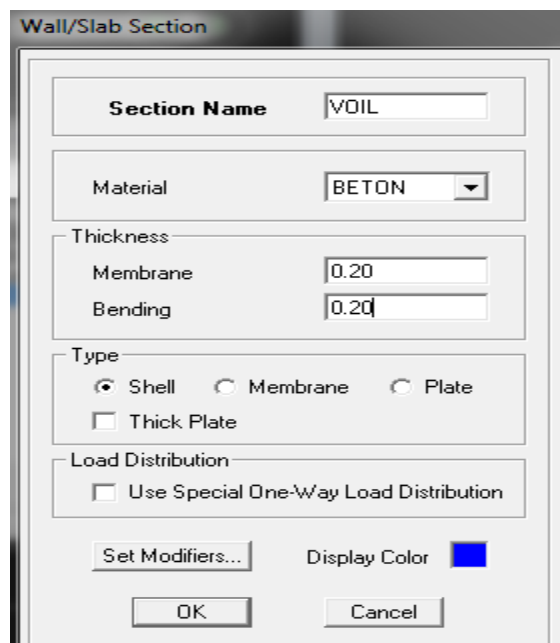 Wall/Slab Section
Section Name VOIL
Material BETON
Thickness
Membrane 0.20
Bending 0.20
Type
Shell Membrane Plate
Thick Plate
Load Distribution
Use Special One-Way Load Distribution
Set Modifiers... Display Color
OK Cancel